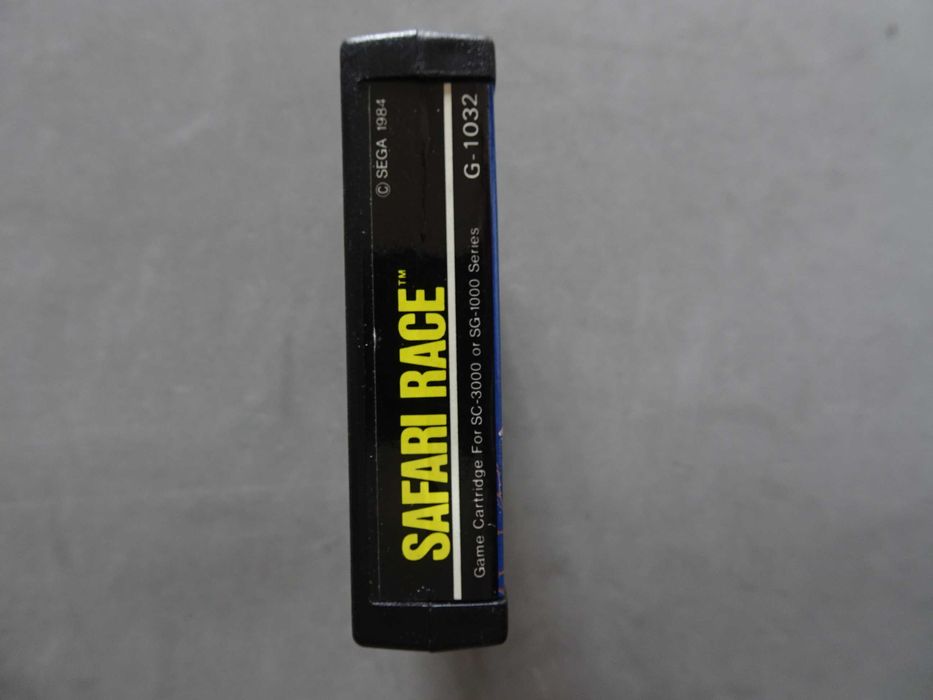 © SEGA 1984
SAFARI RACE™
Game Cartridge For SC-3000 or SG-1000 Series G-1032